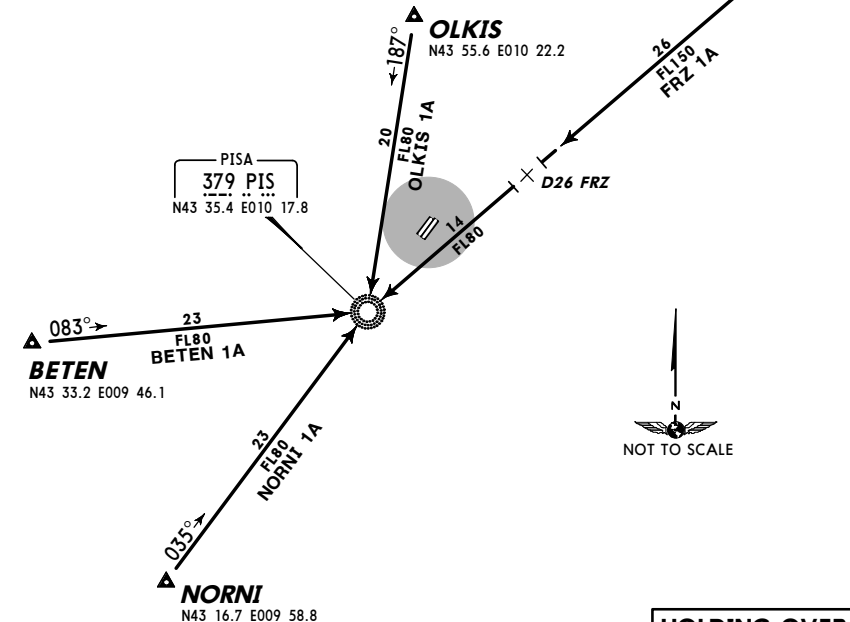 OLKIS
N43 55.6 E010 22.2
187°
20
FL80
OLKIS 1A
26
FL150
FRZ 1A
D26 FRZ
14
FL80
PISA
379 PIS
N43 35.4 E010 17.8
083°
23
FL80
BETEN 1A
BETEN
N43 33.2 E009 46.1
23
FL80
NORNI 1A
035°
NORNI
N43 16.7 E009 58.8
N
NOT TO SCALE
HOLDING OVER